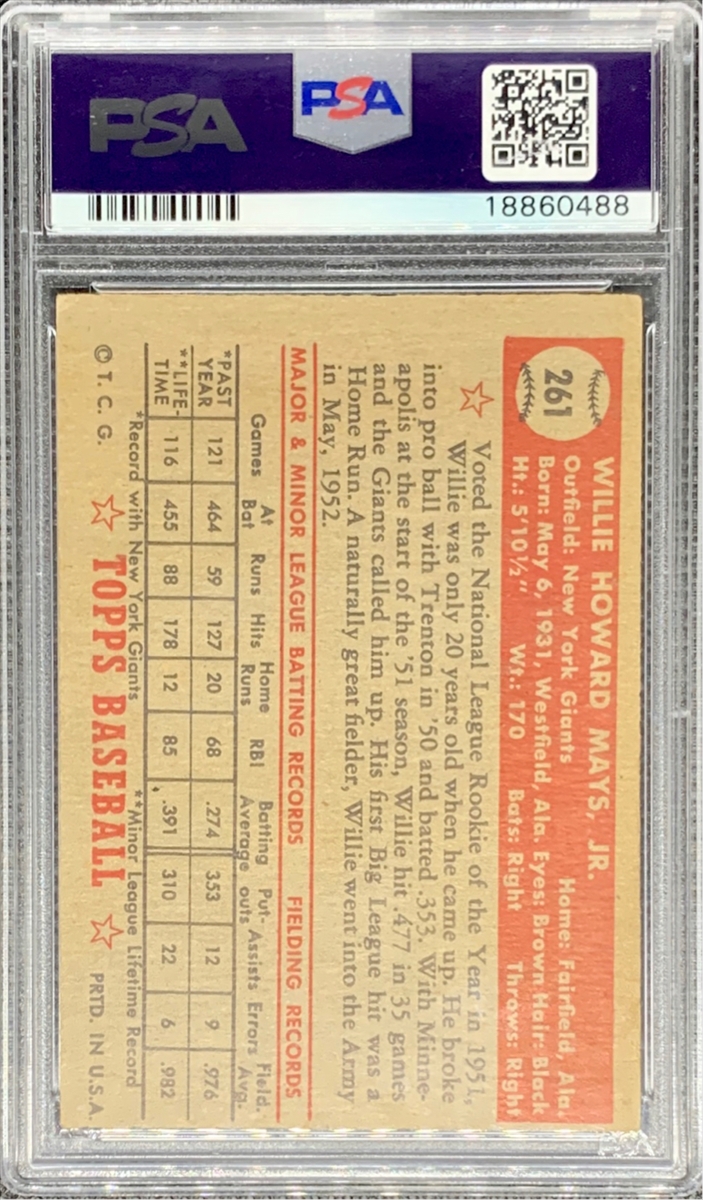 PSA
PSA
18860488
261
WILLIE HOWARD MAYS, JR.
Outfield: New York Giants Home: Fairfield, Ala.
Born: May 6, 1931, Westfield, Ala. Eyes: Brown Hair: Black
Ht.: 5'10½" Wt.: 170 Bats: Right Throws: Right
Voted the National League Rookie of the Year in 1951,
Willie was only 20 years old when he came up. He broke
into pro ball with Trenton in '50 and batted .353. With Minne-
apolis at the start of the '51 season, Willie hit .477 in 35 games
and the Giants called him up. His first Big League hit was a
Home Run. A naturally great fielder, Willie went into the Army
in May, 1952.
MAJOR & MINOR LEAGUE BATTING RECORDS FIELDING RECORDS
Games At Bat Runs Hits Home Runs RBI Batting Average Put-outs Assists Errors Field. Avg.
*PAST YEAR 121 464 59 127 20 68 .274 353 12 9 .976
**LIFE-TIME 116 455 88 178 12 85 .391 310 22 6 .982
*Record with New York Giants **Minor League Lifetime Record
© T. C. G. TOPPS BASEBALL PRTD. IN U.S.A.